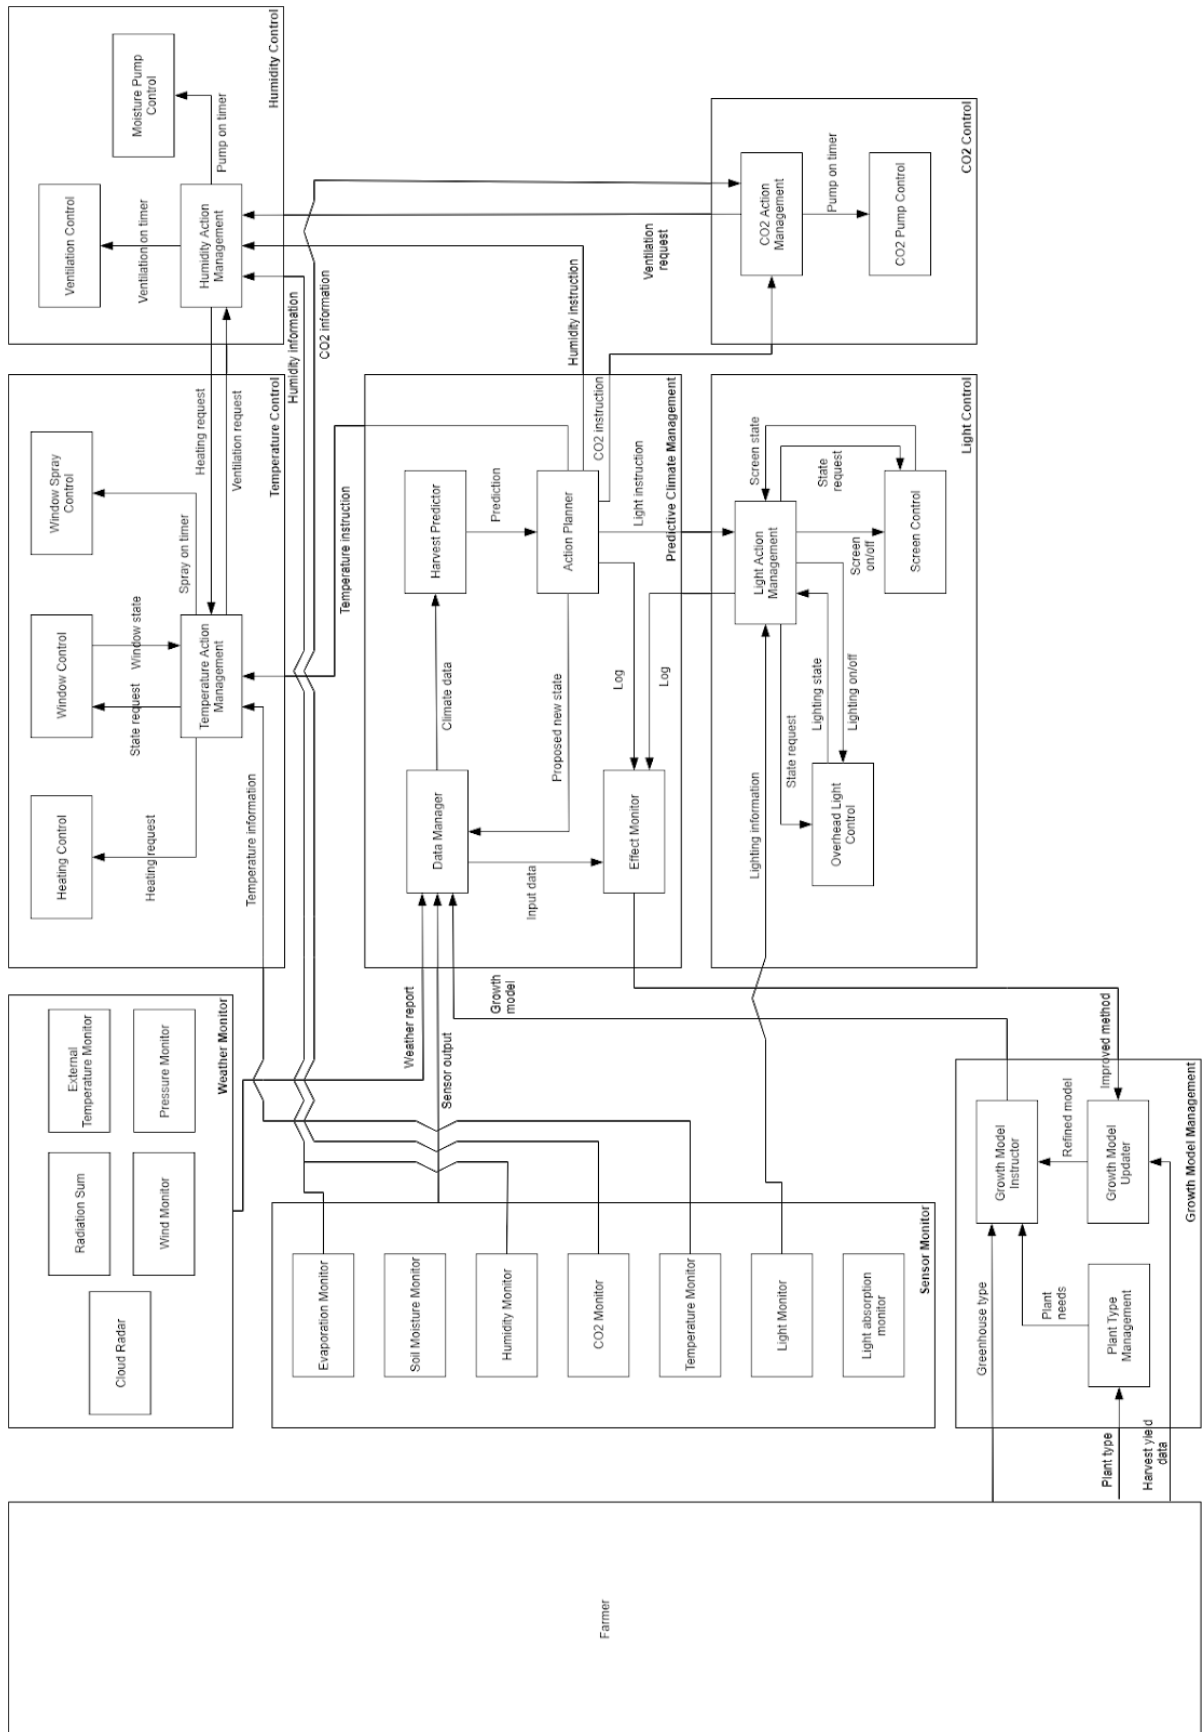 Farmer
Weather Monitor
Cloud Radar
Radiation Sum
External
Temperature Monitor
Wind Monitor
Pressure Monitor
Sensor Monitor
Evaporation Monitor
Soil Moisture Monitor
Humidity Monitor
CO2 Monitor
Temperature Monitor
Light Monitor
Light absorption
monitor
Growth Model Management
Greenhouse type
Plant type
Harvest yield
data
Plant Type
Management
Plant
needs
Growth Model
Instructor
Refined model
Growth Model
Updater
Improved method
Growth
model
Weather report
Sensor output
Temperature information
Humidity information
CO2 information
Lighting information
Temperature Control
Heating Control
Window Control
Window Spray
Control
Heating request
State request
Window state
Spray on timer
Temperature Action
Management
Heating request
Ventilation request
Temperature instruction
Humidity Control
Ventilation Control
Moisture Pump
Control
Ventilation on timer
Pump on timer
Humidity Action
Management
Predictive Climate Management
Data Manager
Climate data
Harvest Predictor
Prediction
Action Planner
Input data
Proposed new state
Effect Monitor
Log
Log
Light instruction
Humidity instruction
CO2 instruction
Ventilation
request
Light Control
Light Action
Management
State request
Lighting state
Lighting on/off
Screen
on/off
State
request
Screen state
Overhead Light
Control
Screen Control
CO2 Control
CO2 Action
Management
Pump on timer
CO2 Pump Control